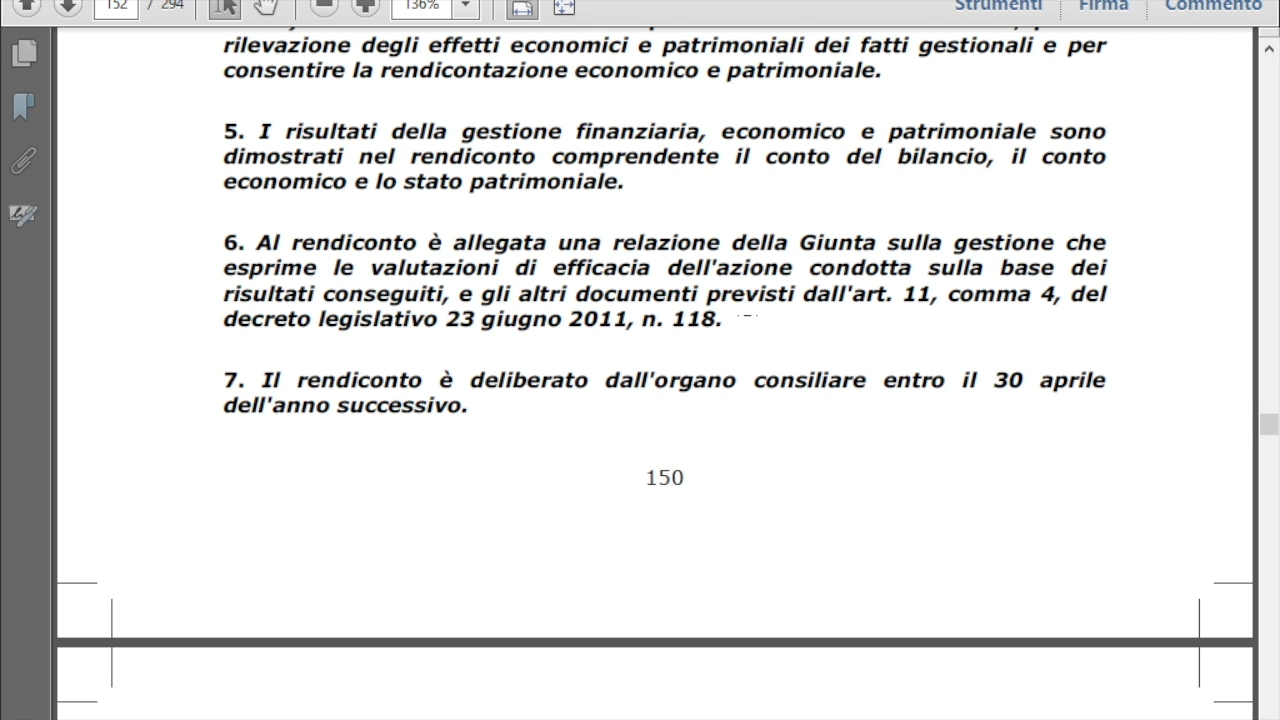 152 / 294 136% Strumenti Firma Commento
rilevazione degli effetti economici e patrimoniali dei fatti gestionali e per
consentire la rendicontazione economico e patrimoniale.
5. I risultati della gestione finanziaria, economico e patrimoniale sono
dimostrati nel rendiconto comprendente il conto del bilancio, il conto
economico e lo stato patrimoniale.
6. Al rendiconto è allegata una relazione della Giunta sulla gestione che
esprime le valutazioni di efficacia dell'azione condotta sulla base dei
risultati conseguiti, e gli altri documenti previsti dall'art. 11, comma 4, del
decreto legislativo 23 giugno 2011, n. 118.
7. Il rendiconto è deliberato dall'organo consiliare entro il 30 aprile
dell'anno successivo.
150